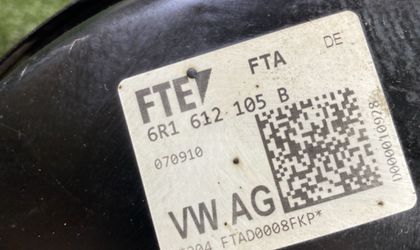 FTE FTA DE
6R1 612 105 B
070910
VW.AG
FTAD0008FKP*